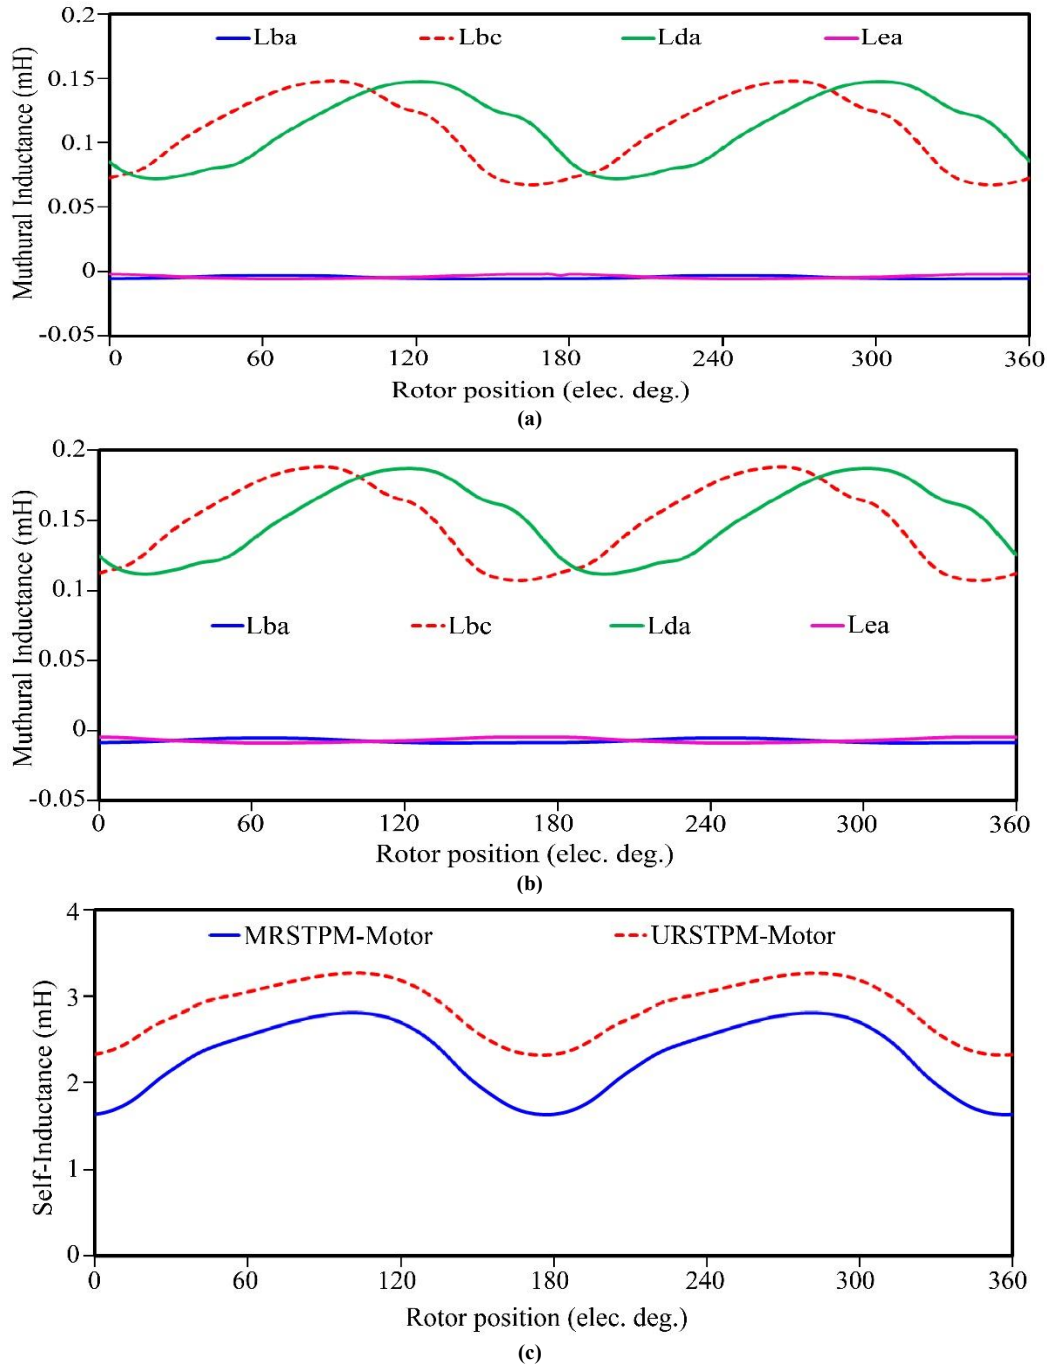 0.2
Lba Lbc Lda Lea
0.15
0.1
0.05
0
-0.05
Muthural Inductance (mH)
0 60 120 180 240 300 360
Rotor position (elec. deg.)
(a)
0.2
0.15
0.1
Lba Lbc Lda Lea
0.05
0
-0.05
Muthural Inductance (mH)
0 60 120 180 240 300 360
Rotor position (elec. deg.)
(b)
4
MRSTPM-Motor URSTPM-Motor
3
2
1
0
Self-Inductance (mH)
0 60 120 180 240 300 360
Rotor position (elec. deg.)
(c)